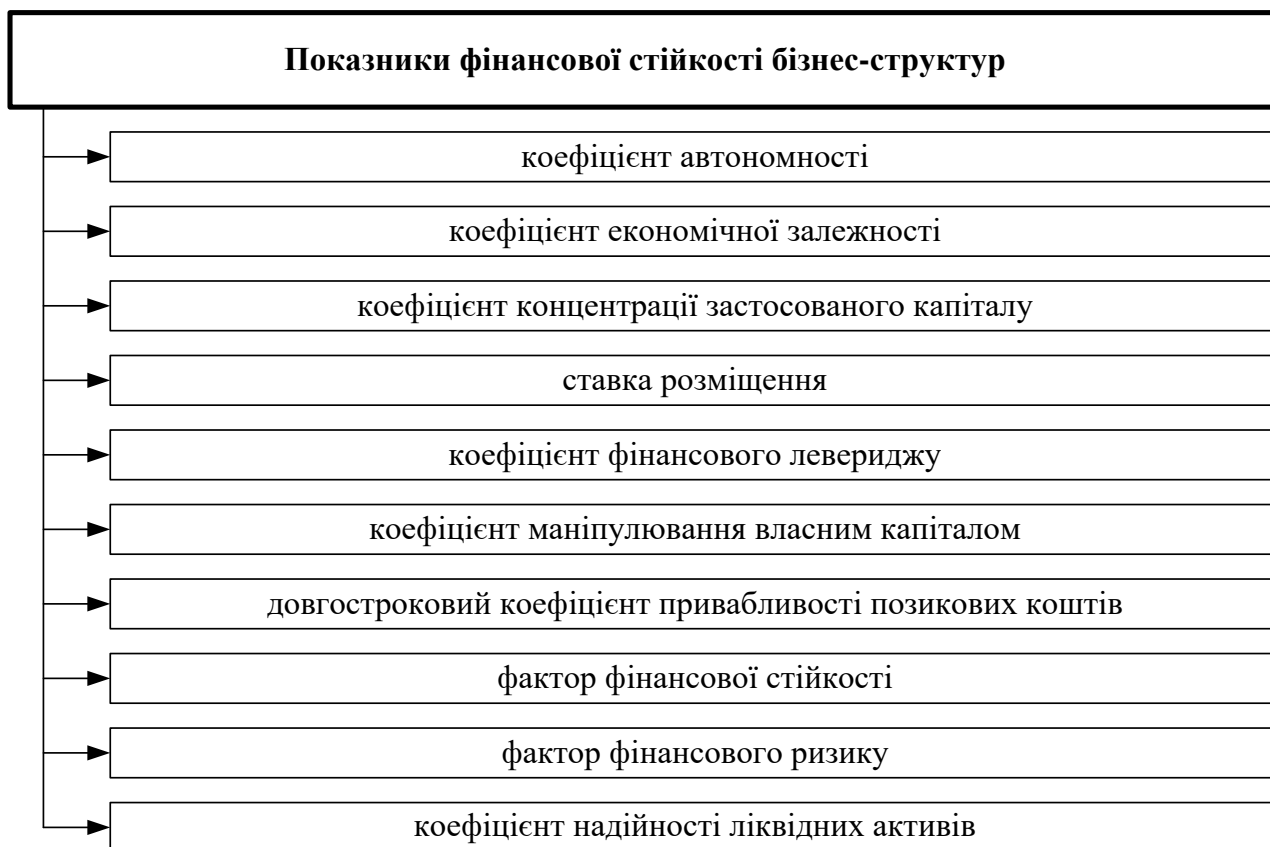 Показники фінансової стійкості бізнес-структур
коефіцієнт автономності
коефіцієнт економічної залежності
коефіцієнт концентрації застосованого капіталу
ставка розміщення
коефіцієнт фінансового левериджу
коефіцієнт маніпулювання власним капіталом
довгостроковий коефіцієнт привабливості позикових коштів
фактор фінансової стійкості
фактор фінансового ризику
коефіцієнт надійності ліквідних активів